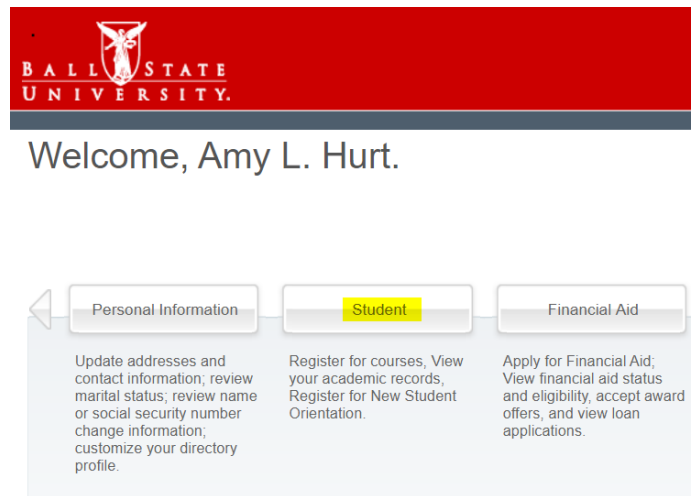 BALL STATE
UNIVERSITY.
Welcome, Amy L. Hurt.
Personal Information
Student
Financial Aid
Update addresses and
contact information; review
marital status; review name
or social security number
change information;
customize your directory
profile.
Register for courses, View
your academic records,
Register for New Student
Orientation.
Apply for Financial Aid;
View financial aid status
and eligibility, accept award
offers, and view loan
applications.